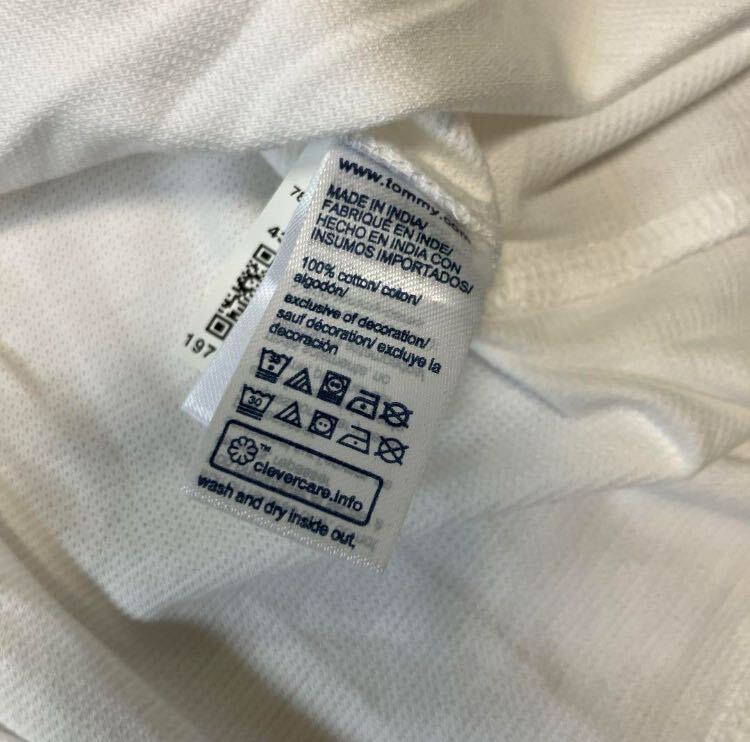 www.tommy.com
MADE IN INDIA/
FABRIQUÉ EN INDE/
HECHO EN INDIA CON
INSUMOS IMPORTADOS/
100% cotton/ coton/
algodón/
exclusive of decoration/
sauf décoration/ excluye la
decoración
30
clevercare.info
™
wash and dry inside out,
197